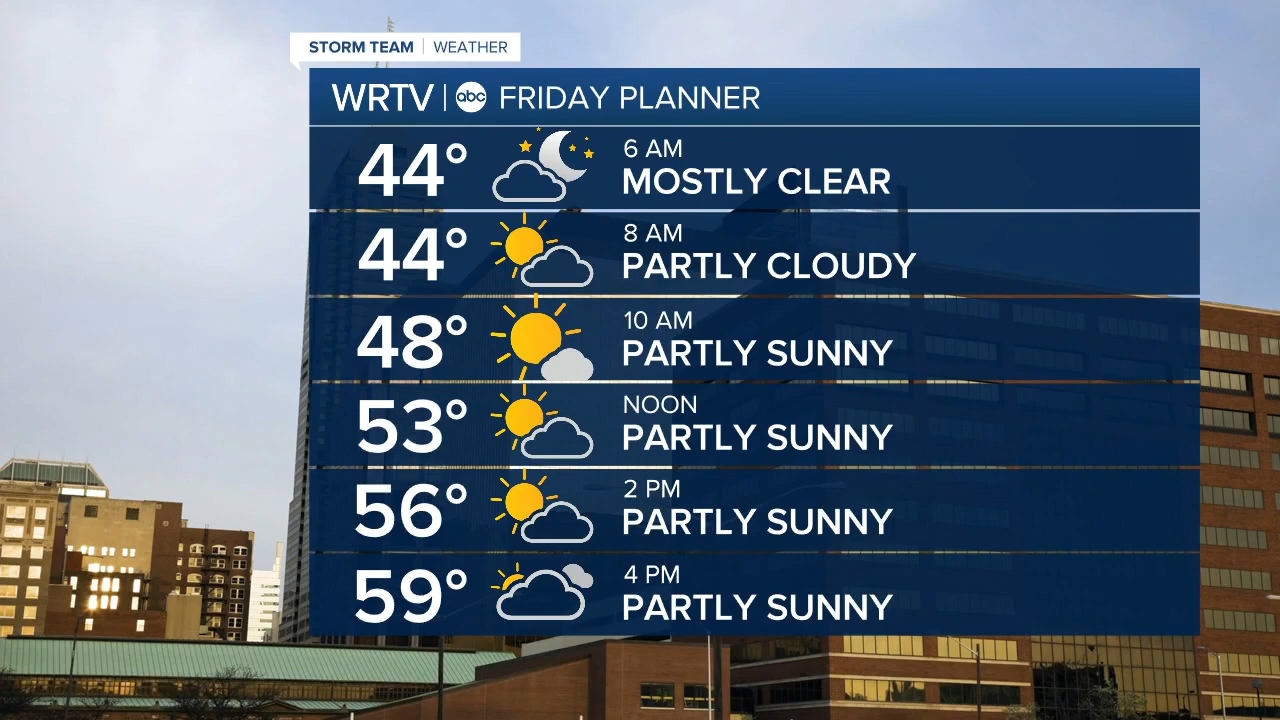 STORM TEAM | WEATHER
WRTV | abc FRIDAY PLANNER
44° 6 AM
MOSTLY CLEAR
44° 8 AM
PARTLY CLOUDY
48° 10 AM
PARTLY SUNNY
53° NOON
PARTLY SUNNY
56° 2 PM
PARTLY SUNNY
59° 4 PM
PARTLY SUNNY